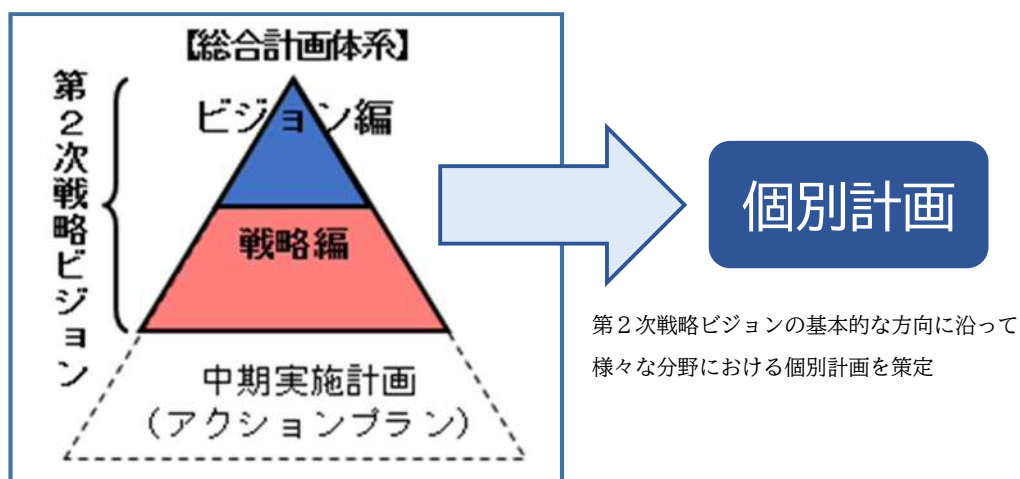 【総合計画体系】
第2次戦略ビジョン
ビジョン編
戦略編
中期実施計画
（アクションプラン）
個別計画
第２次戦略ビジョンの基本的な方向に沿って
様々な分野における個別計画を策定